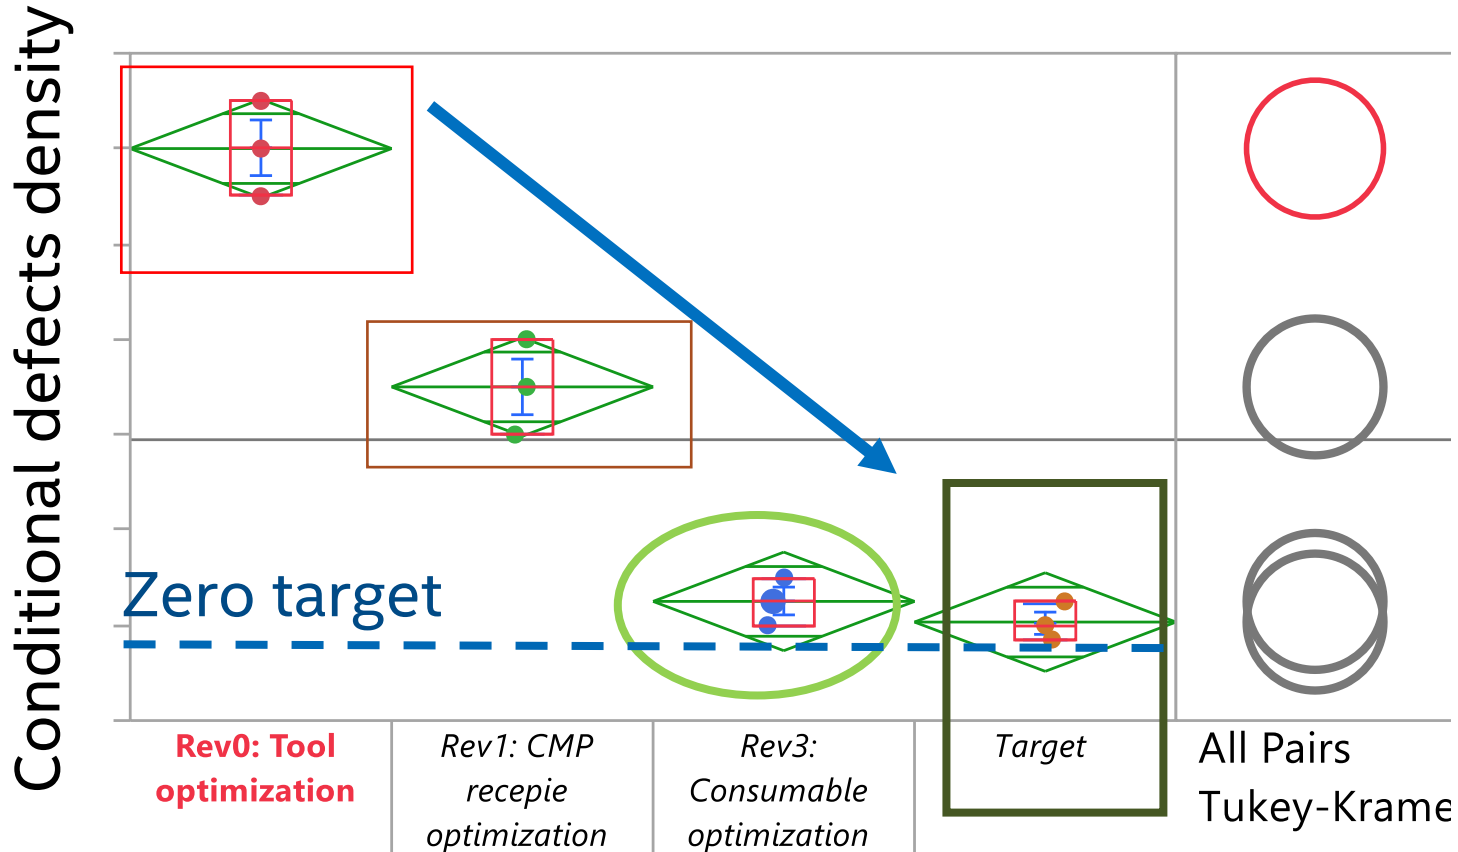 Conditional defects density
Zero target
Rev0: Tool
optimization
Rev1: CMP
recepie
optimization
Rev3:
Consumable
optimization
Target
All Pairs
Tukey-Krame